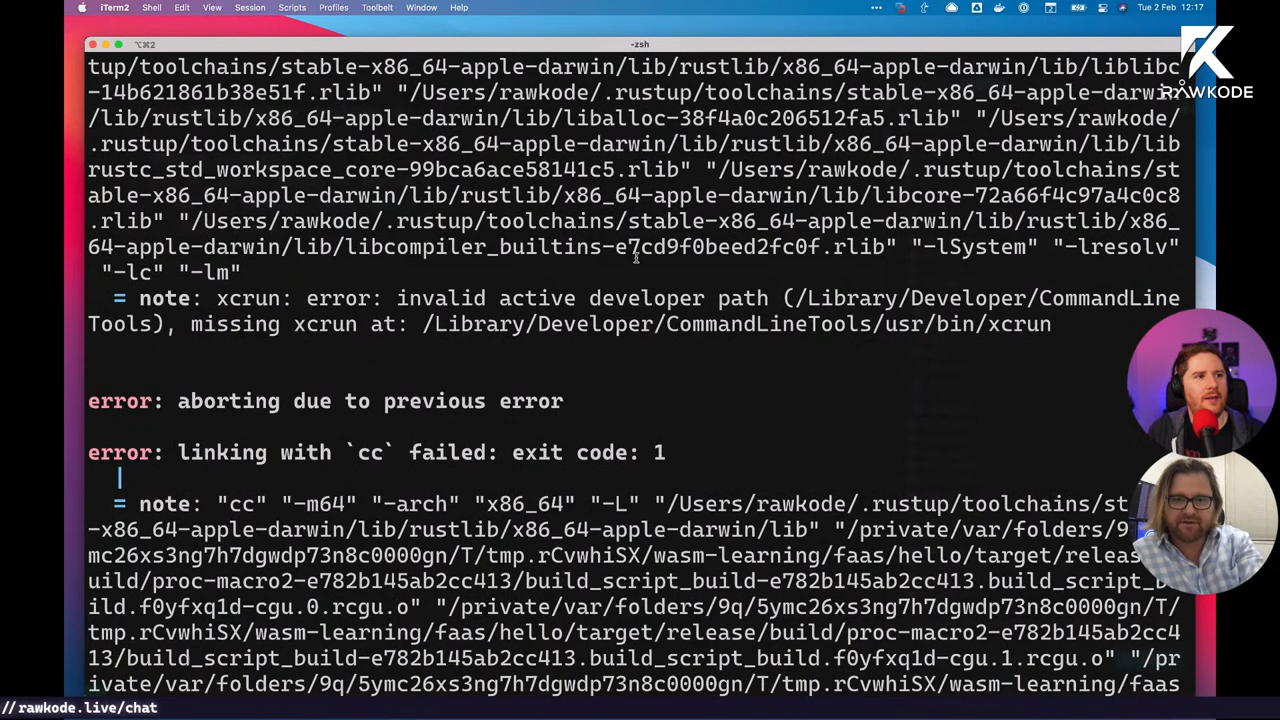 iTerm2 Shell Edit View Session Scripts Profiles Toolbelt Window Help Tue 2 Feb 12:17
⌥⌘2 -zsh
RAWKODE
tup/toolchains/stable-x86_64-apple-darwin/lib/rustlib/x86_64-apple-darwin/lib/liblibc
-14b621861b38e51f.rlib" "/Users/rawkode/.rustup/toolchains/stable-x86_64-apple-darwin
/lib/rustlib/x86_64-apple-darwin/lib/liballoc-38f4a0c206512fa5.rlib" "/Users/rawkode/
.rustup/toolchains/stable-x86_64-apple-darwin/lib/rustlib/x86_64-apple-darwin/lib/lib
rustc_std_workspace_core-99bca6ace58141c5.rlib" "/Users/rawkode/.rustup/toolchains/st
able-x86_64-apple-darwin/lib/rustlib/x86_64-apple-darwin/lib/libcore-72a66f4c97a4c0c8
.rlib" "/Users/rawkode/.rustup/toolchains/stable-x86_64-apple-darwin/lib/rustlib/x86_
64-apple-darwin/lib/libcompiler_builtins-e7cd9f0beed2fc0f.rlib" "-lSystem" "-lresolv"
"-lc" "-lm"
= note: xcrun: error: invalid active developer path (/Library/Developer/CommandLine
Tools), missing xcrun at: /Library/Developer/CommandLineTools/usr/bin/xcrun
error: aborting due to previous error
error: linking with `cc` failed: exit code: 1
|
= note: "cc" "-m64" "-arch" "x86_64" "-L" "/Users/rawkode/.rustup/toolchains/st
-x86_64-apple-darwin/lib/rustlib/x86_64-apple-darwin/lib" "/private/var/folders/9
mc26xs3ng7h7dgwdp73n8c0000gn/T/tmp.rCvwhiSX/wasm-learning/faas/hello/target/releas
uild/proc-macro2-e782b145ab2cc413/build_script_build-e782b145ab2cc413.build_script_b
ild.f0yfxq1d-cgu.0.rcgu.o" "/private/var/folders/9q/5ymc26xs3ng7h7dgwdp73n8c0000gn/T/
tmp.rCvwhiSX/wasm-learning/faas/hello/target/release/build/proc-macro2-e782b145ab2cc4
13/build_script_build-e782b145ab2cc413.build_script_build.f0yfxq1d-cgu.1.rcgu.o" "/pr
ivate/var/folders/9q/5ymc26xs3ng7h7dgwdp73n8c0000gn/T/tmp.rCvwhiSX/wasm-learning/faas
//rawkode.live/chat